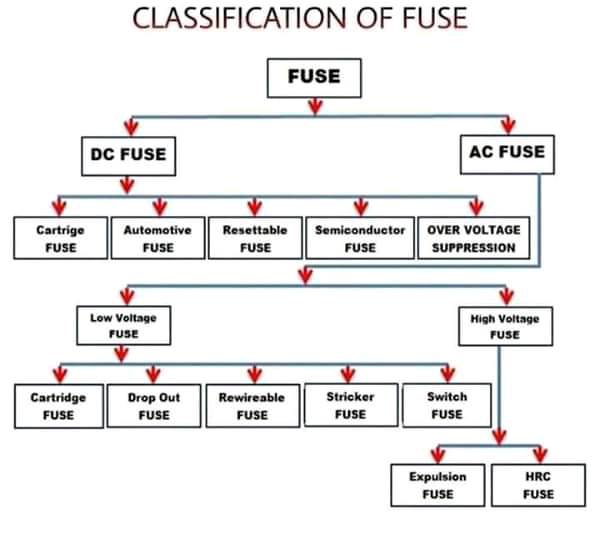 CLASSIFICATION OF FUSE
FUSE
DC FUSE
AC FUSE
Cartrige
FUSE
Automotive
FUSE
Resettable
FUSE
Semiconductor
FUSE
OVER VOLTAGE
SUPPRESSION
Low Voltage
FUSE
High Voltage
FUSE
Cartridge
FUSE
Drop Out
FUSE
Rewireable
FUSE
Stricker
FUSE
Switch
FUSE
Expulsion
FUSE
HRC
FUSE